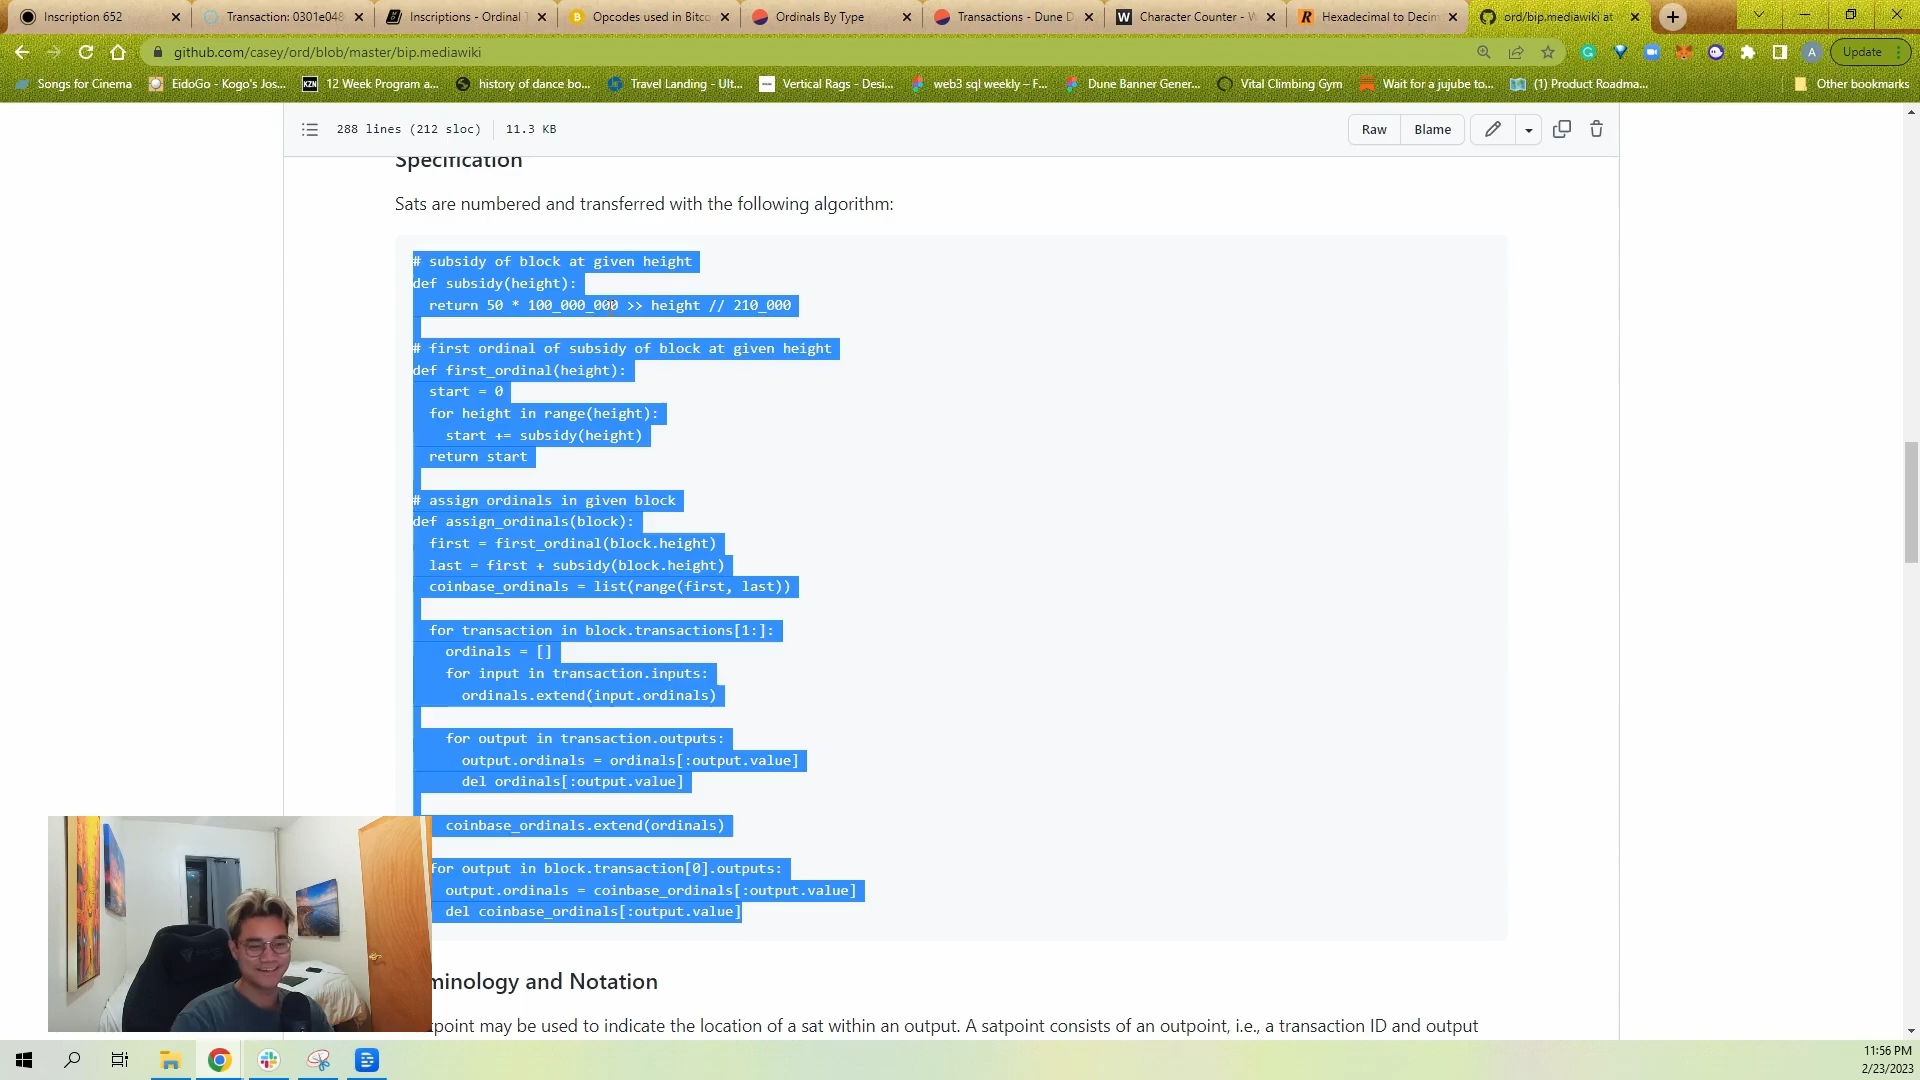 Inscription 652
Transaction: 0301e048
Inscriptions - Ordinal T
Opcodes used in Bitco
Ordinals By Type
Transactions - Dune D
Character Counter - W
Hexadecimal to Decim
ord/bip.mediawiki at
github.com/casey/ord/blob/master/bip.mediawiki
A
Update
Songs for Cinema
EidoGo - Kogo's Jos...
KZN
12 Week Program a...
history of dance bo...
Travel Landing - Ult...
Vertical Rags - Desi...
web3 sql weekly – F...
Dune Banner Gener...
Vital Climbing Gym
Wait for a jujube to...
(1) Product Roadma...
Other bookmarks
288 lines (212 sloc)
11.3 KB
Raw
Blame
Specification
Sats are numbered and transferred with the following algorithm:
# subsidy of block at given height
def subsidy(height):
return 50 * 100_000_000 >> height // 210_000
# first ordinal of subsidy of block at given height
def first_ordinal(height):
start = 0
for height in range(height):
start += subsidy(height)
return start
# assign ordinals in given block
def assign_ordinals(block):
first = first_ordinal(block.height)
last = first + subsidy(block.height)
coinbase_ordinals = list(range(first, last))
for transaction in block.transactions[1:]:
ordinals = []
for input in transaction.inputs:
ordinals.extend(input.ordinals)
for output in transaction.outputs:
output.ordinals = ordinals[:output.value]
del ordinals[:output.value]
coinbase_ordinals.extend(ordinals)
for output in block.transaction[0].outputs:
output.ordinals = coinbase_ordinals[:output.value]
del coinbase_ordinals[:output.value]
minology and Notation
tpoint may be used to indicate the location of a sat within an output. A satpoint consists of an outpoint, i.e., a transaction ID and output
11:56 PM
2/23/2023